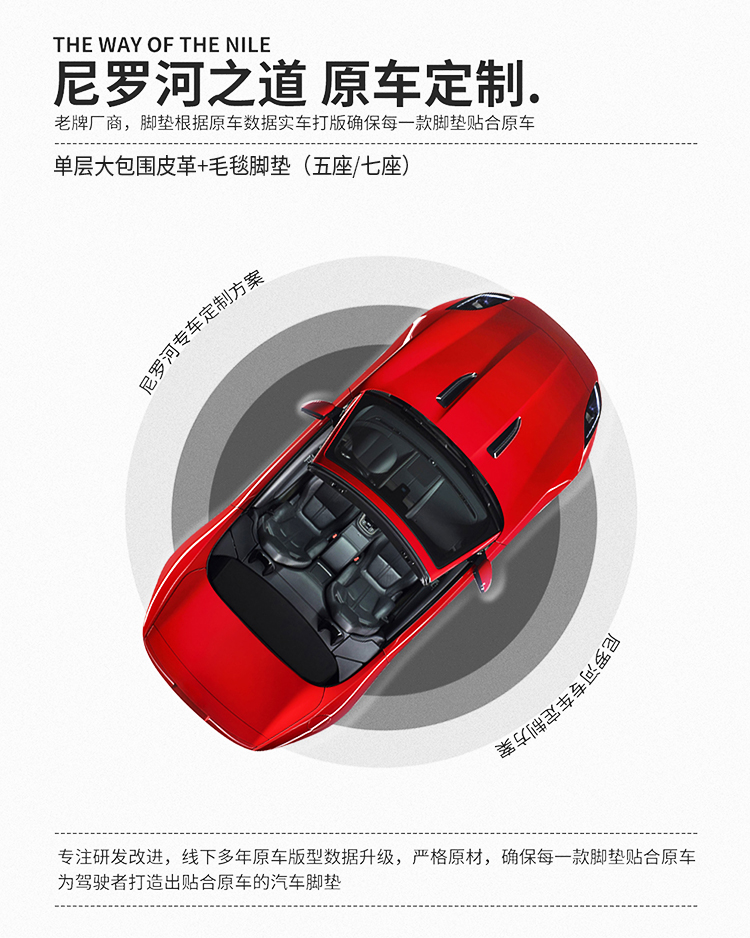 THE WAY OF THE NILE
尼罗河之道 原车定制.
老牌厂商，脚垫根据原车数据实车打版确保每一款脚垫贴合原车
单层大包围皮革+毛毯脚垫（五座/七座）
尼罗河专车定制方案
尼罗河专车定制方案
专注研发改进，线下多年原车版型数据升级，严格原材，确保每一款脚垫贴合原车
为驾驶者打造出贴合原车的汽车脚垫